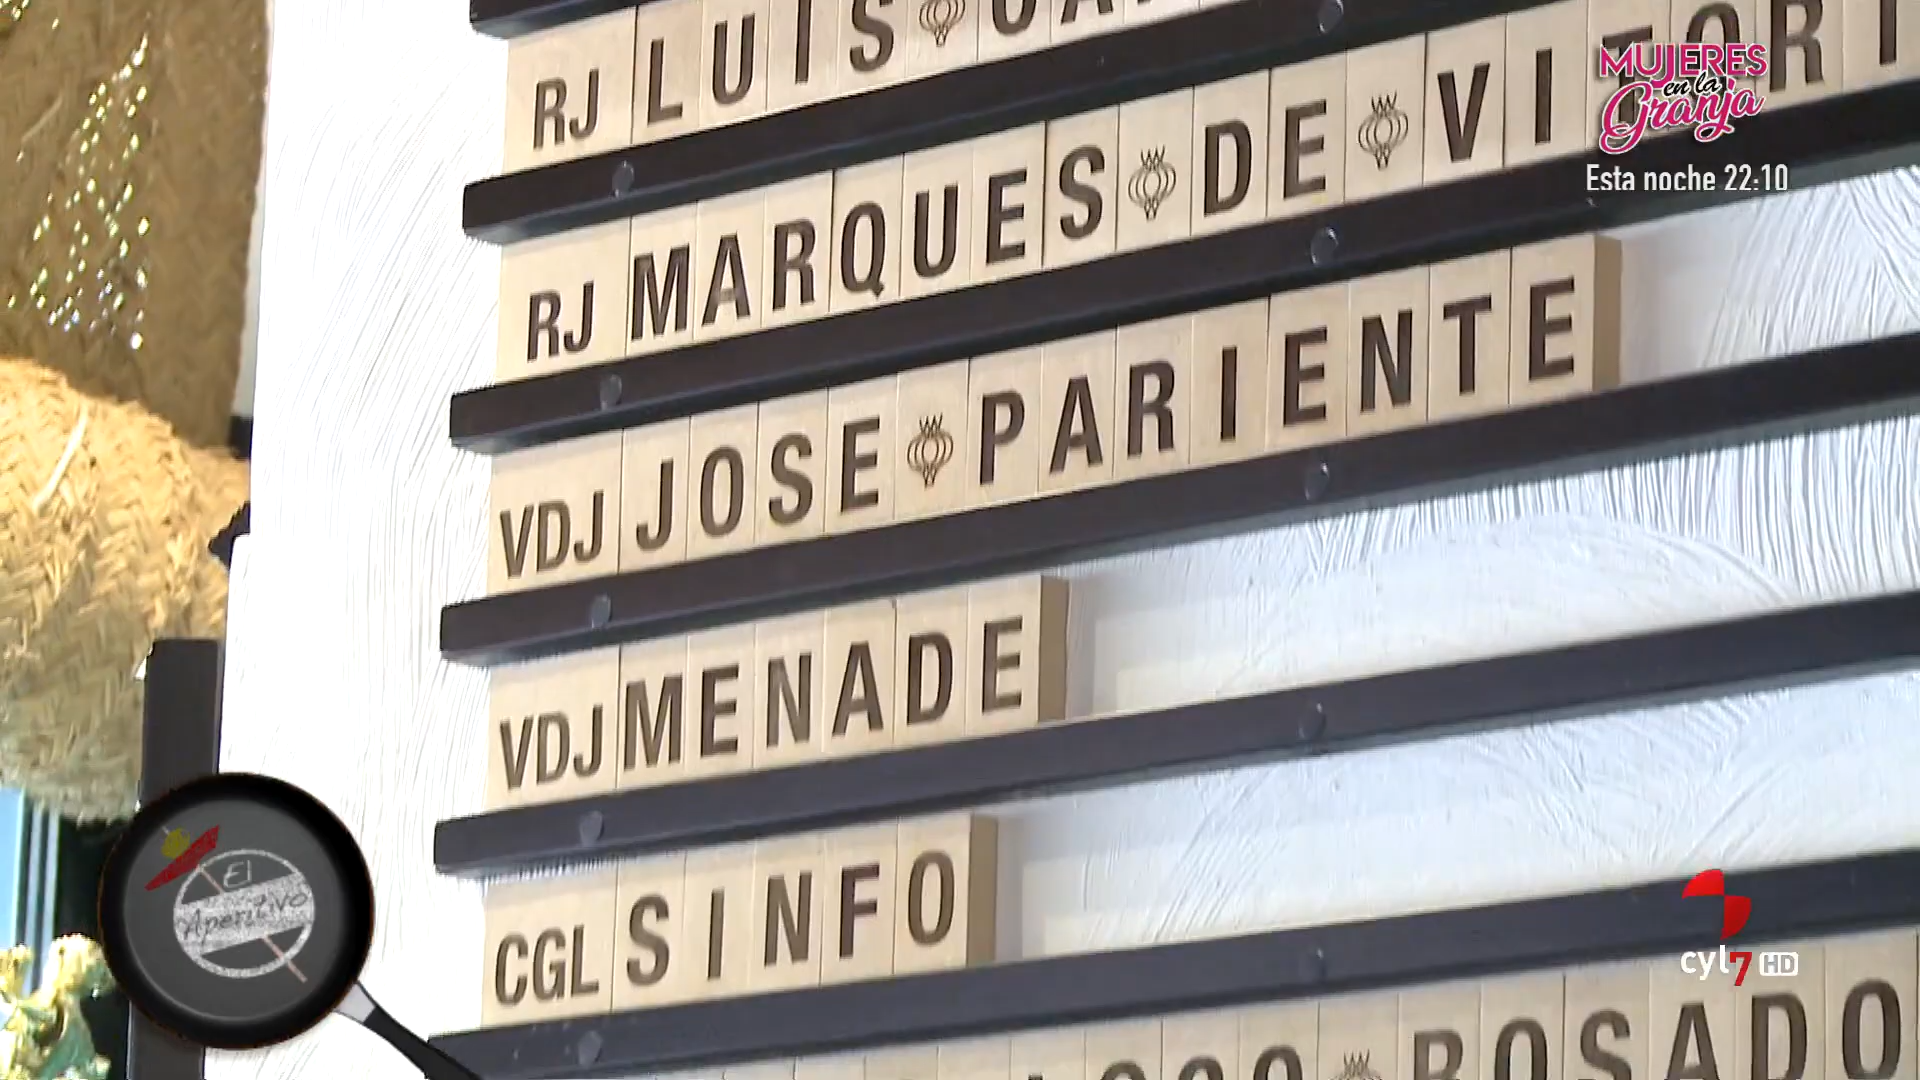 RJ LUIS
RJ MARQUES DE VITORI
VDJ JOSE PARIENTE
VDJ MENADE
CGL SINFO
ROSADO
MUJERES
en la
Granja
Esta noche 22:10
El
Aperitivo
cyl7 HD